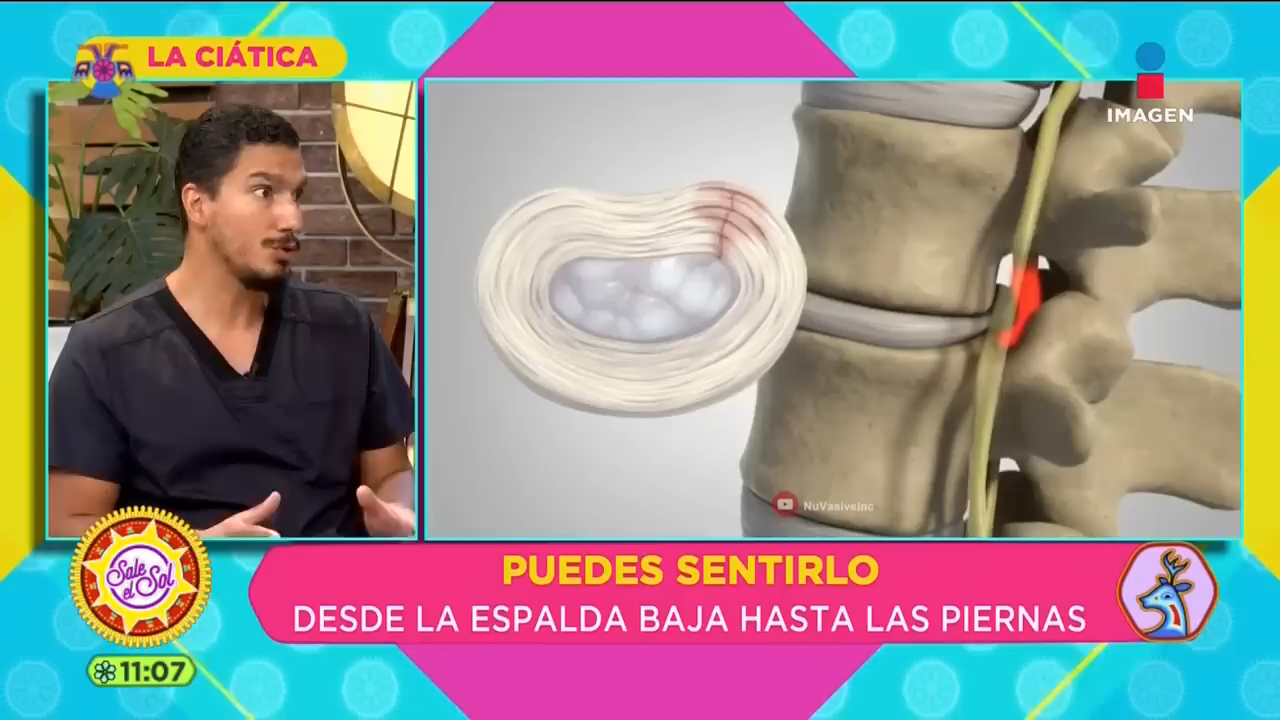 LA CIÁTICA
IMAGEN
NuVasiveInc
PUEDES SENTIRLO
DESDE LA ESPALDA BAJA HASTA LAS PIERNAS
Sale
el Sol
11:07